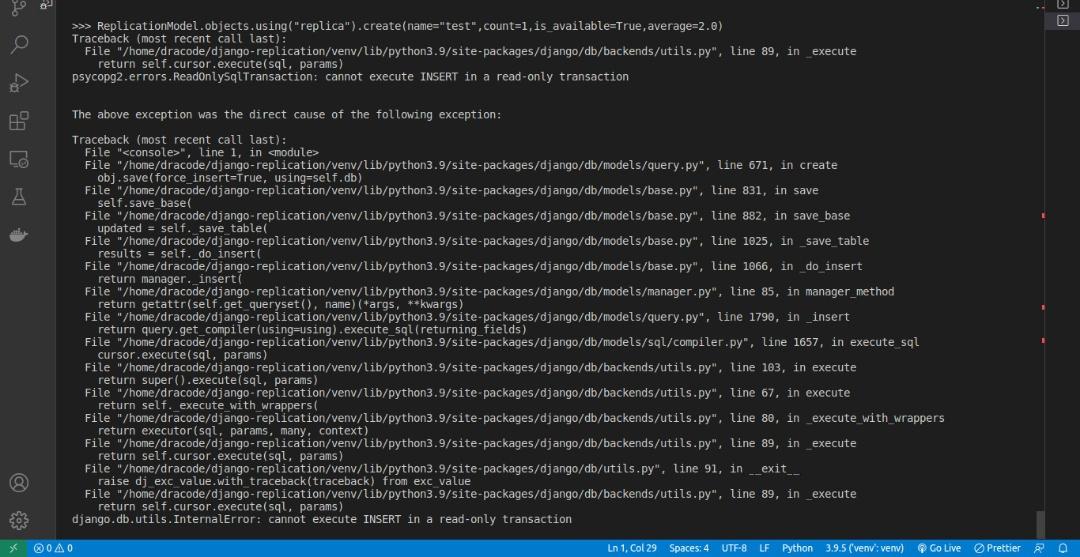 >>> ReplicationModel.objects.using("replica").create(name="test",count=1,is_available=True,average=2.0)
Traceback (most recent call last):
  File "/home/dracode/django-replication/venv/lib/python3.9/site-packages/django/db/backends/utils.py", line 89, in _execute
    return self.cursor.execute(sql, params)
psycopg2.errors.ReadOnlySqlTransaction: cannot execute INSERT in a read-only transaction
The above exception was the direct cause of the following exception:
Traceback (most recent call last):
  File "<console>", line 1, in <module>
  File "/home/dracode/django-replication/venv/lib/python3.9/site-packages/django/db/models/query.py", line 671, in create
    obj.save(force_insert=True, using=self.db)
  File "/home/dracode/django-replication/venv/lib/python3.9/site-packages/django/db/models/base.py", line 831, in save
    self.save_base(
  File "/home/dracode/django-replication/venv/lib/python3.9/site-packages/django/db/models/base.py", line 882, in save_base
    updated = self._save_table(
  File "/home/dracode/django-replication/venv/lib/python3.9/site-packages/django/db/models/base.py", line 1025, in _save_table
    results = self._do_insert(
  File "/home/dracode/django-replication/venv/lib/python3.9/site-packages/django/db/models/base.py", line 1066, in _do_insert
    return manager._insert(
  File "/home/dracode/django-replication/venv/lib/python3.9/site-packages/django/db/models/manager.py", line 85, in manager_method
    return getattr(self.get_queryset(), name)(*args, **kwargs)
  File "/home/dracode/django-replication/venv/lib/python3.9/site-packages/django/db/models/query.py", line 1790, in _insert
    return query.get_compiler(using=using).execute_sql(returning_fields)
  File "/home/dracode/django-replication/venv/lib/python3.9/site-packages/django/db/models/sql/compiler.py", line 1657, in execute_sql
    cursor.execute(sql, params)
  File "/home/dracode/django-replication/venv/lib/python3.9/site-packages/django/db/backends/utils.py", line 103, in execute
    return super().execute(sql, params)
  File "/home/dracode/django-replication/venv/lib/python3.9/site-packages/django/db/backends/utils.py", line 67, in execute
    return self._execute_with_wrappers(
  File "/home/dracode/django-replication/venv/lib/python3.9/site-packages/django/db/backends/utils.py", line 80, in _execute_with_wrappers
    return executor(sql, params, many, context)
  File "/home/dracode/django-replication/venv/lib/python3.9/site-packages/django/db/backends/utils.py", line 89, in _execute
    return self.cursor.execute(sql, params)
  File "/home/dracode/django-replication/venv/lib/python3.9/site-packages/django/db/utils.py", line 91, in __exit__
    raise dj_exc_value.with_traceback(traceback) from exc_value
  File "/home/dracode/django-replication/venv/lib/python3.9/site-packages/django/db/backends/utils.py", line 89, in _execute
    return self.cursor.execute(sql, params)
django.db.utils.InternalError: cannot execute INSERT in a read-only transaction
0 0 Ln 1, Col 29 Spaces: 4 UTF-8 LF Python 3.9.5 ('venv': venv) Go Live Prettier